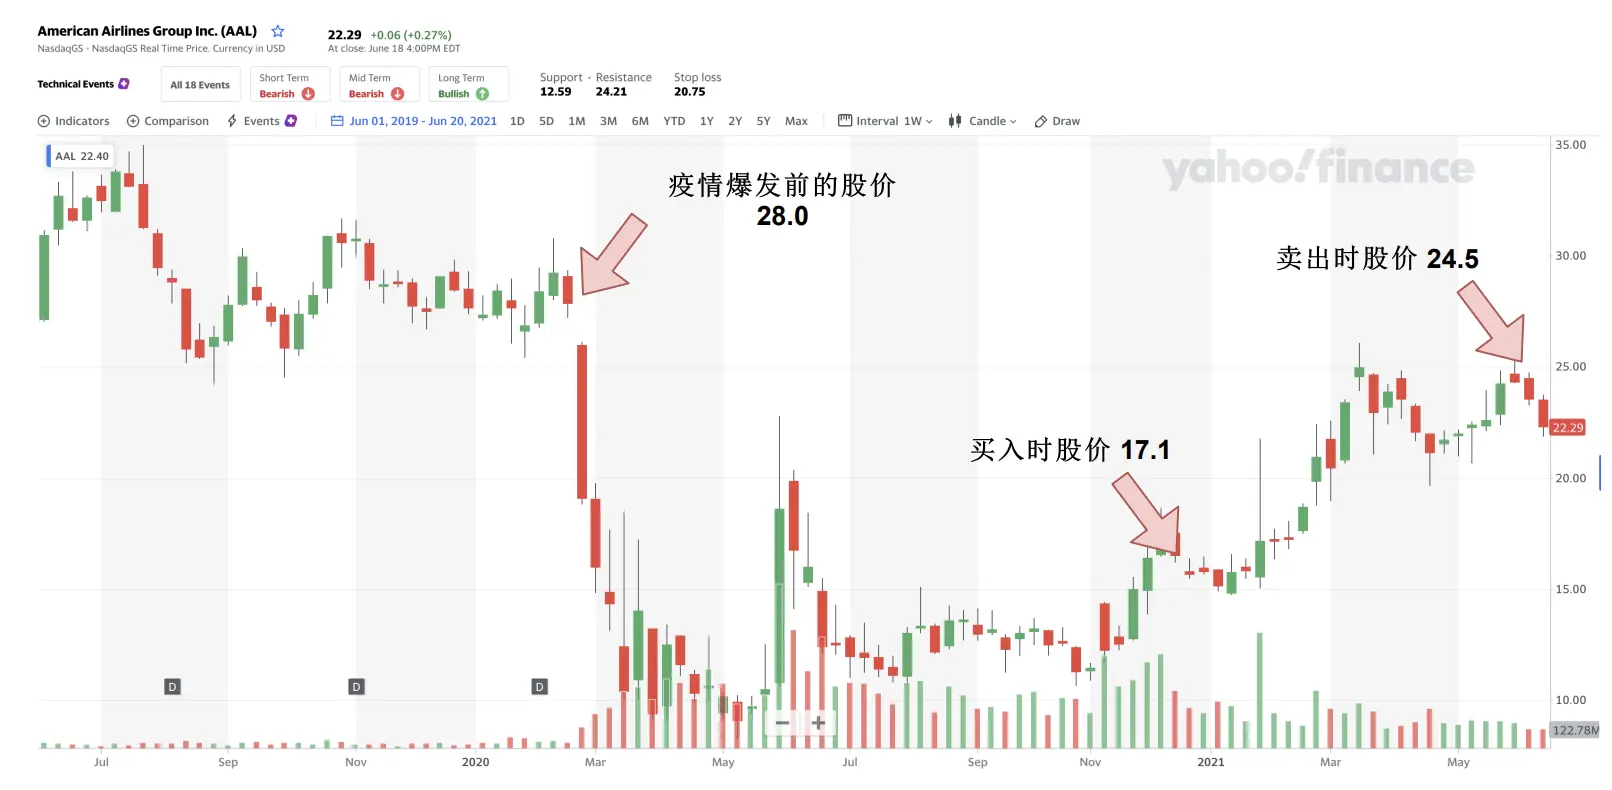 American Airlines Group Inc. (AAL)
NasdaqGS - NasdaqGS Real Time Price. Currency in USD
22.29 +0.06 (+0.27%)
At close: June 18 4:00PM EDT
Technical Events
All 18 Events
Short Term
Bearish
Mid Term
Bearish
Long Term
Bullish
Support - Resistance
12.59 24.21
Stop loss
20.75
Indicators Comparison Events Jun 01, 2019 - Jun 20, 2021 1D 5D 1M 3M 6M YTD 1Y 2Y 5Y Max Interval 1W Candle Draw
AAL 22.40
yahoo!finance
疫情爆发前的股价
28.0
卖出时股价 24.5
买入时股价 17.1
35.00
30.00
25.00
22.29
20.00
15.00
10.00
122.78M
D D D
Jul Sep Nov 2020 Mar May Jul Sep Nov 2021 Mar May